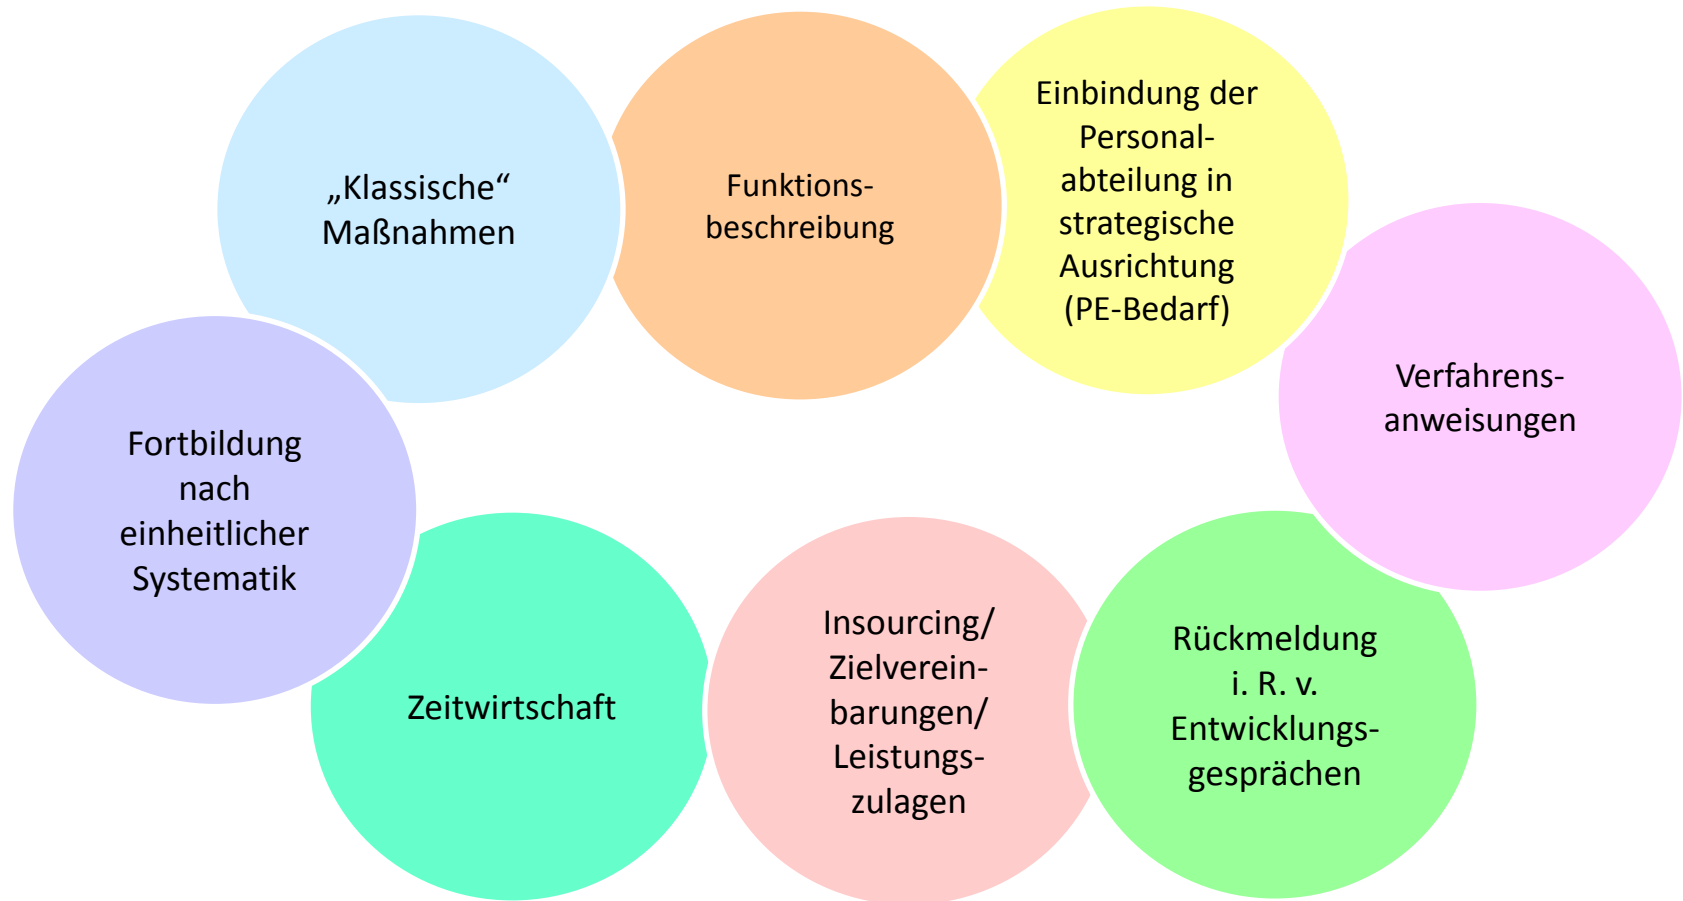 „Klassische“
Maßnahmen
Funktions-
beschreibung
Einbindung der
Personal-
abteilung in
strategische
Ausrichtung
(PE-Bedarf)
Verfahrens-
anweisungen
Rückmeldung
i. R. v.
Entwicklungs-
gesprächen
Insourcing/
Zielverein-
barungen/
Leistungs-
zulagen
Zeitwirtschaft
Fortbildung
nach
einheitlicher
Systematik